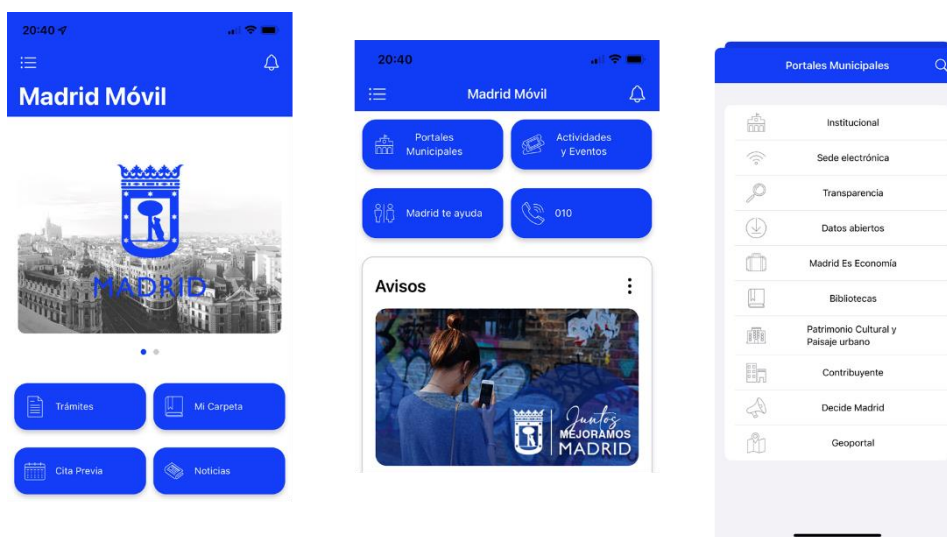 20:40
Madrid Móvil
MADRID
Trámites
Mi Carpeta
Cita Previa
Noticias
20:40
Madrid Móvil
Portales
Municipales
Actividades
y Eventos
Madrid te ayuda
010
Avisos
Juntos
MEJORAMOS
MADRID
Portales Municipales
Institucional
Sede electrónica
Transparencia
Datos abiertos
Madrid Es Economía
Bibliotecas
Patrimonio Cultural y
Paisaje urbano
Contribuyente
Decide Madrid
Geoportal